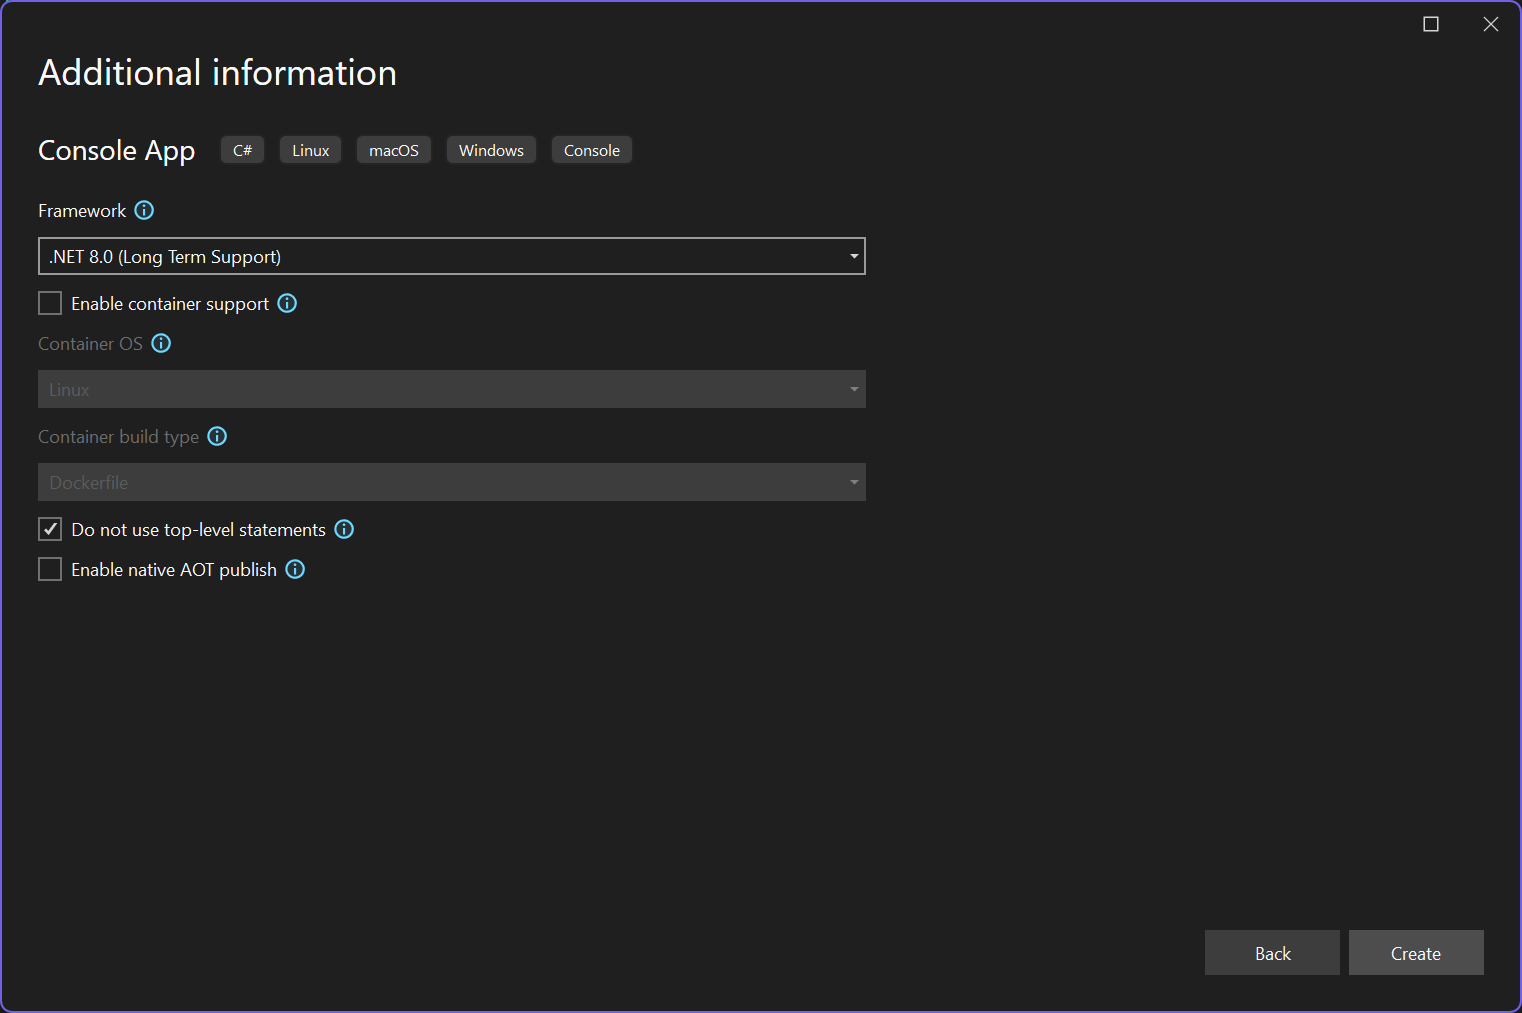 Additional information
Console App C# Linux macOS Windows Console
Framework
.NET 8.0 (Long Term Support)
Enable container support
Container OS
Linux
Container build type
Dockerfile
Do not use top-level statements
Enable native AOT publish
Back Create